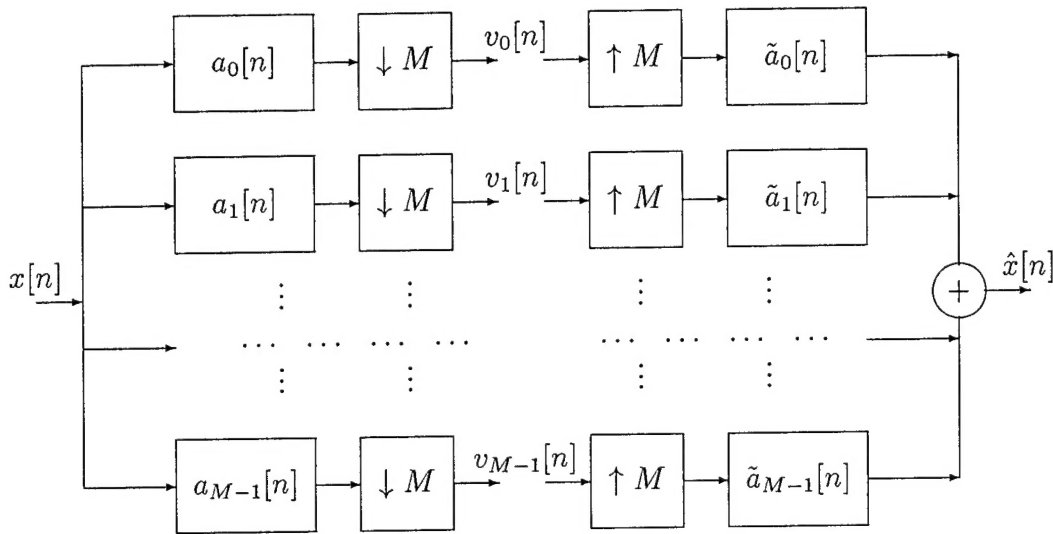 a_0[n] ↓ M v_0[n] ↑ M ã_0[n]
a_1[n] ↓ M v_1[n] ↑ M ã_1[n]
x[n] + x̂[n]
a_{M-1}[n] ↓ M v_{M-1}[n] ↑ M ã_{M-1}[n]